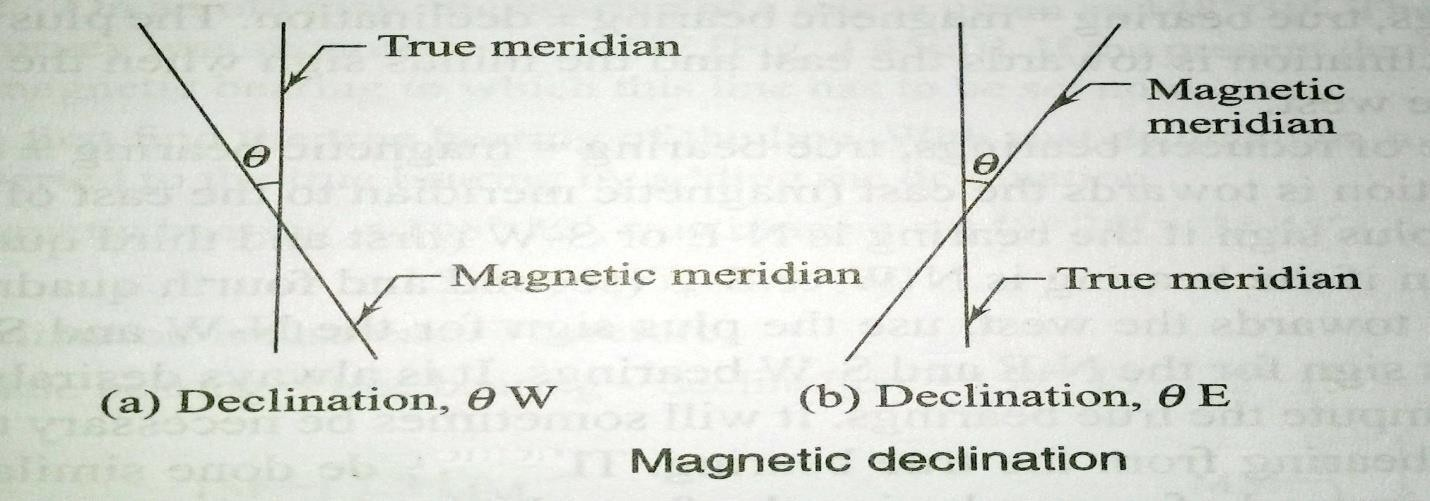 True meridian
Magnetic
meridian
θ
θ
Magnetic meridian
True meridian
(a) Declination, θ W
(b) Declination, θ E
Magnetic declination